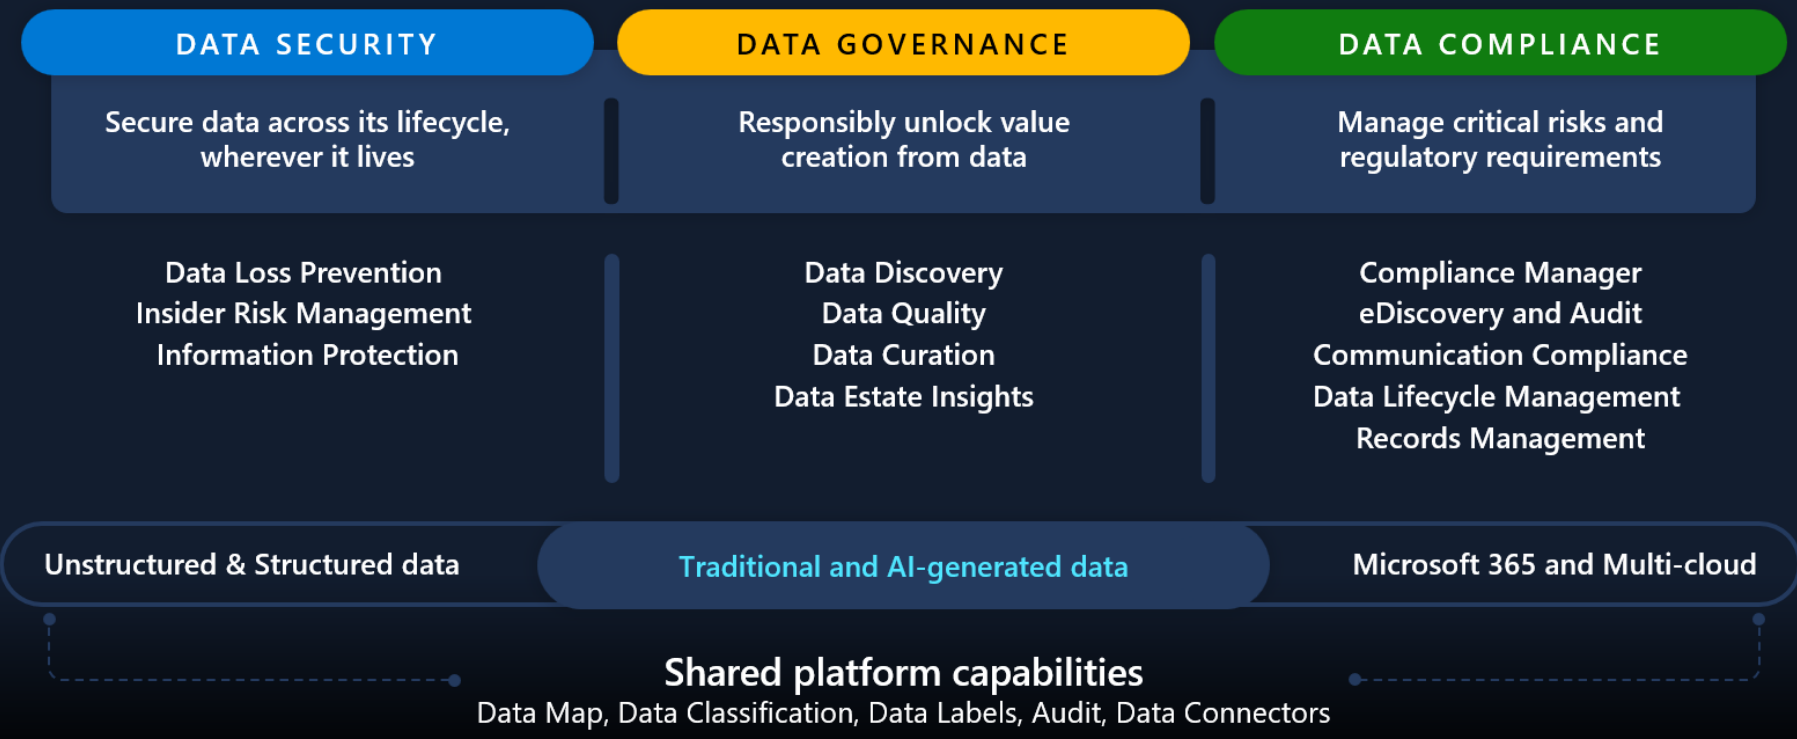 DATA SECURITY
Secure data across its lifecycle,
wherever it lives
Data Loss Prevention
Insider Risk Management
Information Protection
DATA GOVERNANCE
Responsibly unlock value
creation from data
Data Discovery
Data Quality
Data Curation
Data Estate Insights
DATA COMPLIANCE
Manage critical risks and
regulatory requirements
Compliance Manager
eDiscovery and Audit
Communication Compliance
Data Lifecycle Management
Records Management
Unstructured & Structured data
Traditional and AI-generated data
Microsoft 365 and Multi-cloud
Shared platform capabilities
Data Map, Data Classification, Data Labels, Audit, Data Connectors